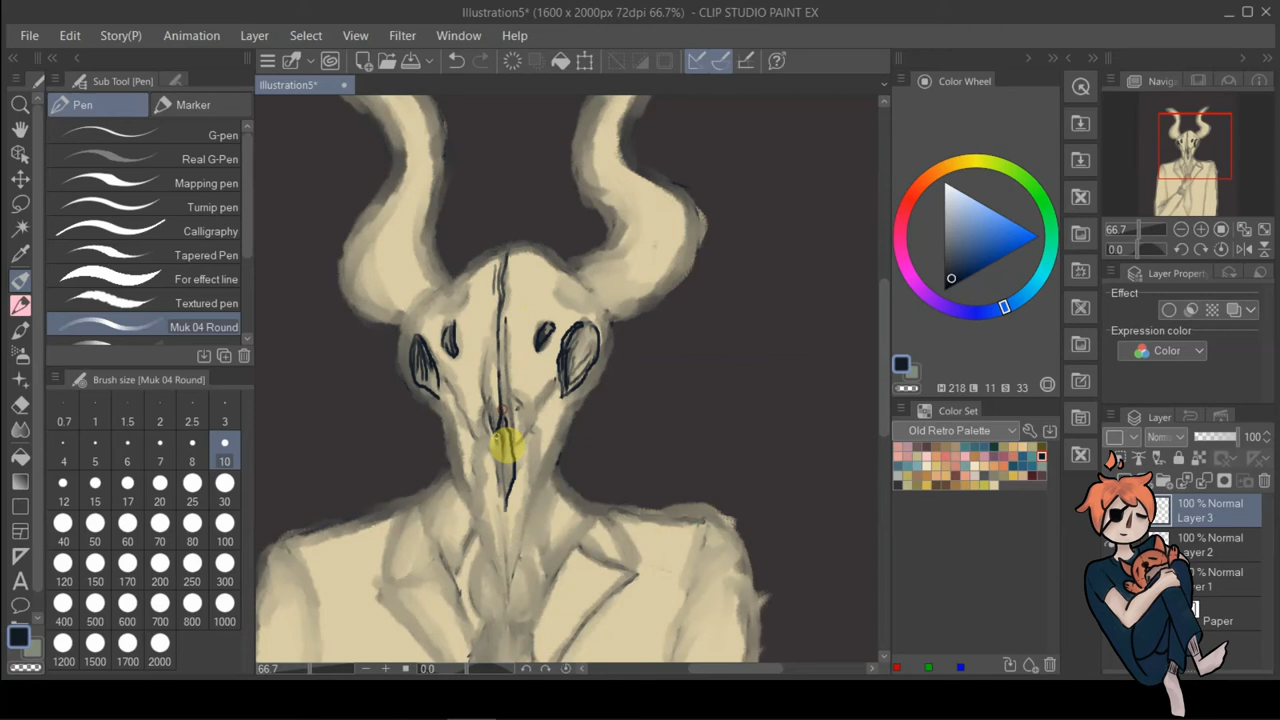 Illustration5* (1600 x 2000px 72dpi 66.7%) - CLIP STUDIO PAINT EX
File Edit Story(P) Animation Layer Select View Filter Window Help
Sub Tool [Pen]
Illustration5*
Color Wheel
Pen
Marker
G-pen
Real G-Pen
Mapping pen
Turnip pen
Calligraphy
Tapered Pen
For effect line
Textured pen
Muk 04 Round
Brush size [Muk 04 Round]
0.7 1 1.5 2 2.5 3
4 5 6 7 8 10
12 15 17 20 25 30
40 50 60 70 80 100
120 150 170 200 250 300
400 500 600 700 800 1000
1200 1500 1700 2000
66.7
0.0
H 218 L 11 S 33
Color Set
Old Retro Palette
66.7
0.0
Layer Property
Effect
Expression color
Color
Layer
100
100 % Normal
Layer 3
% Normal
ayer 2
% Normal
Paper